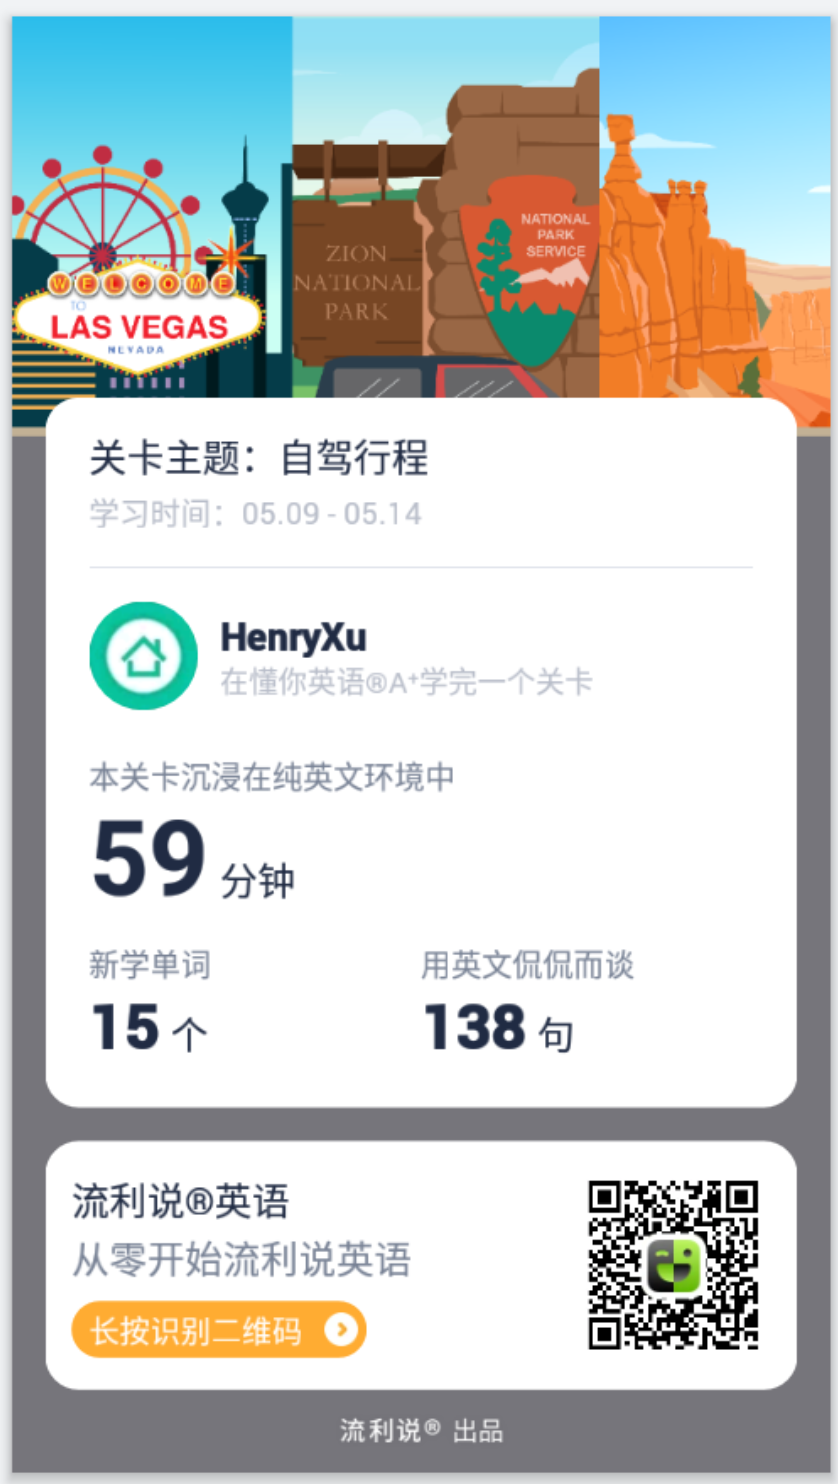 WELCOME
TO
LAS VEGAS
NEVADA
ZION
NATIONAL
PARK
NATIONAL
PARK
SERVICE
关卡主题：自驾行程
学习时间：05.09 - 05.14
HenryXu
在懂你英语®A⁺学完一个关卡
本关卡沉浸在纯英文环境中
59 分钟
新学单词
15 个
用英文侃侃而谈
138 句
流利说®英语
从零开始流利说英语
长按识别二维码
流利说® 出品